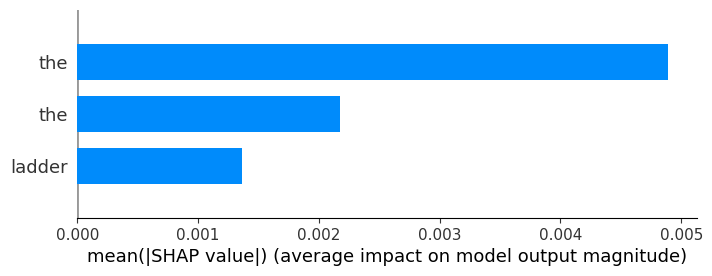 the
the
ladder
0.000 0.001 0.002 0.003 0.004 0.005
mean(|SHAP value|) (average impact on model output magnitude)